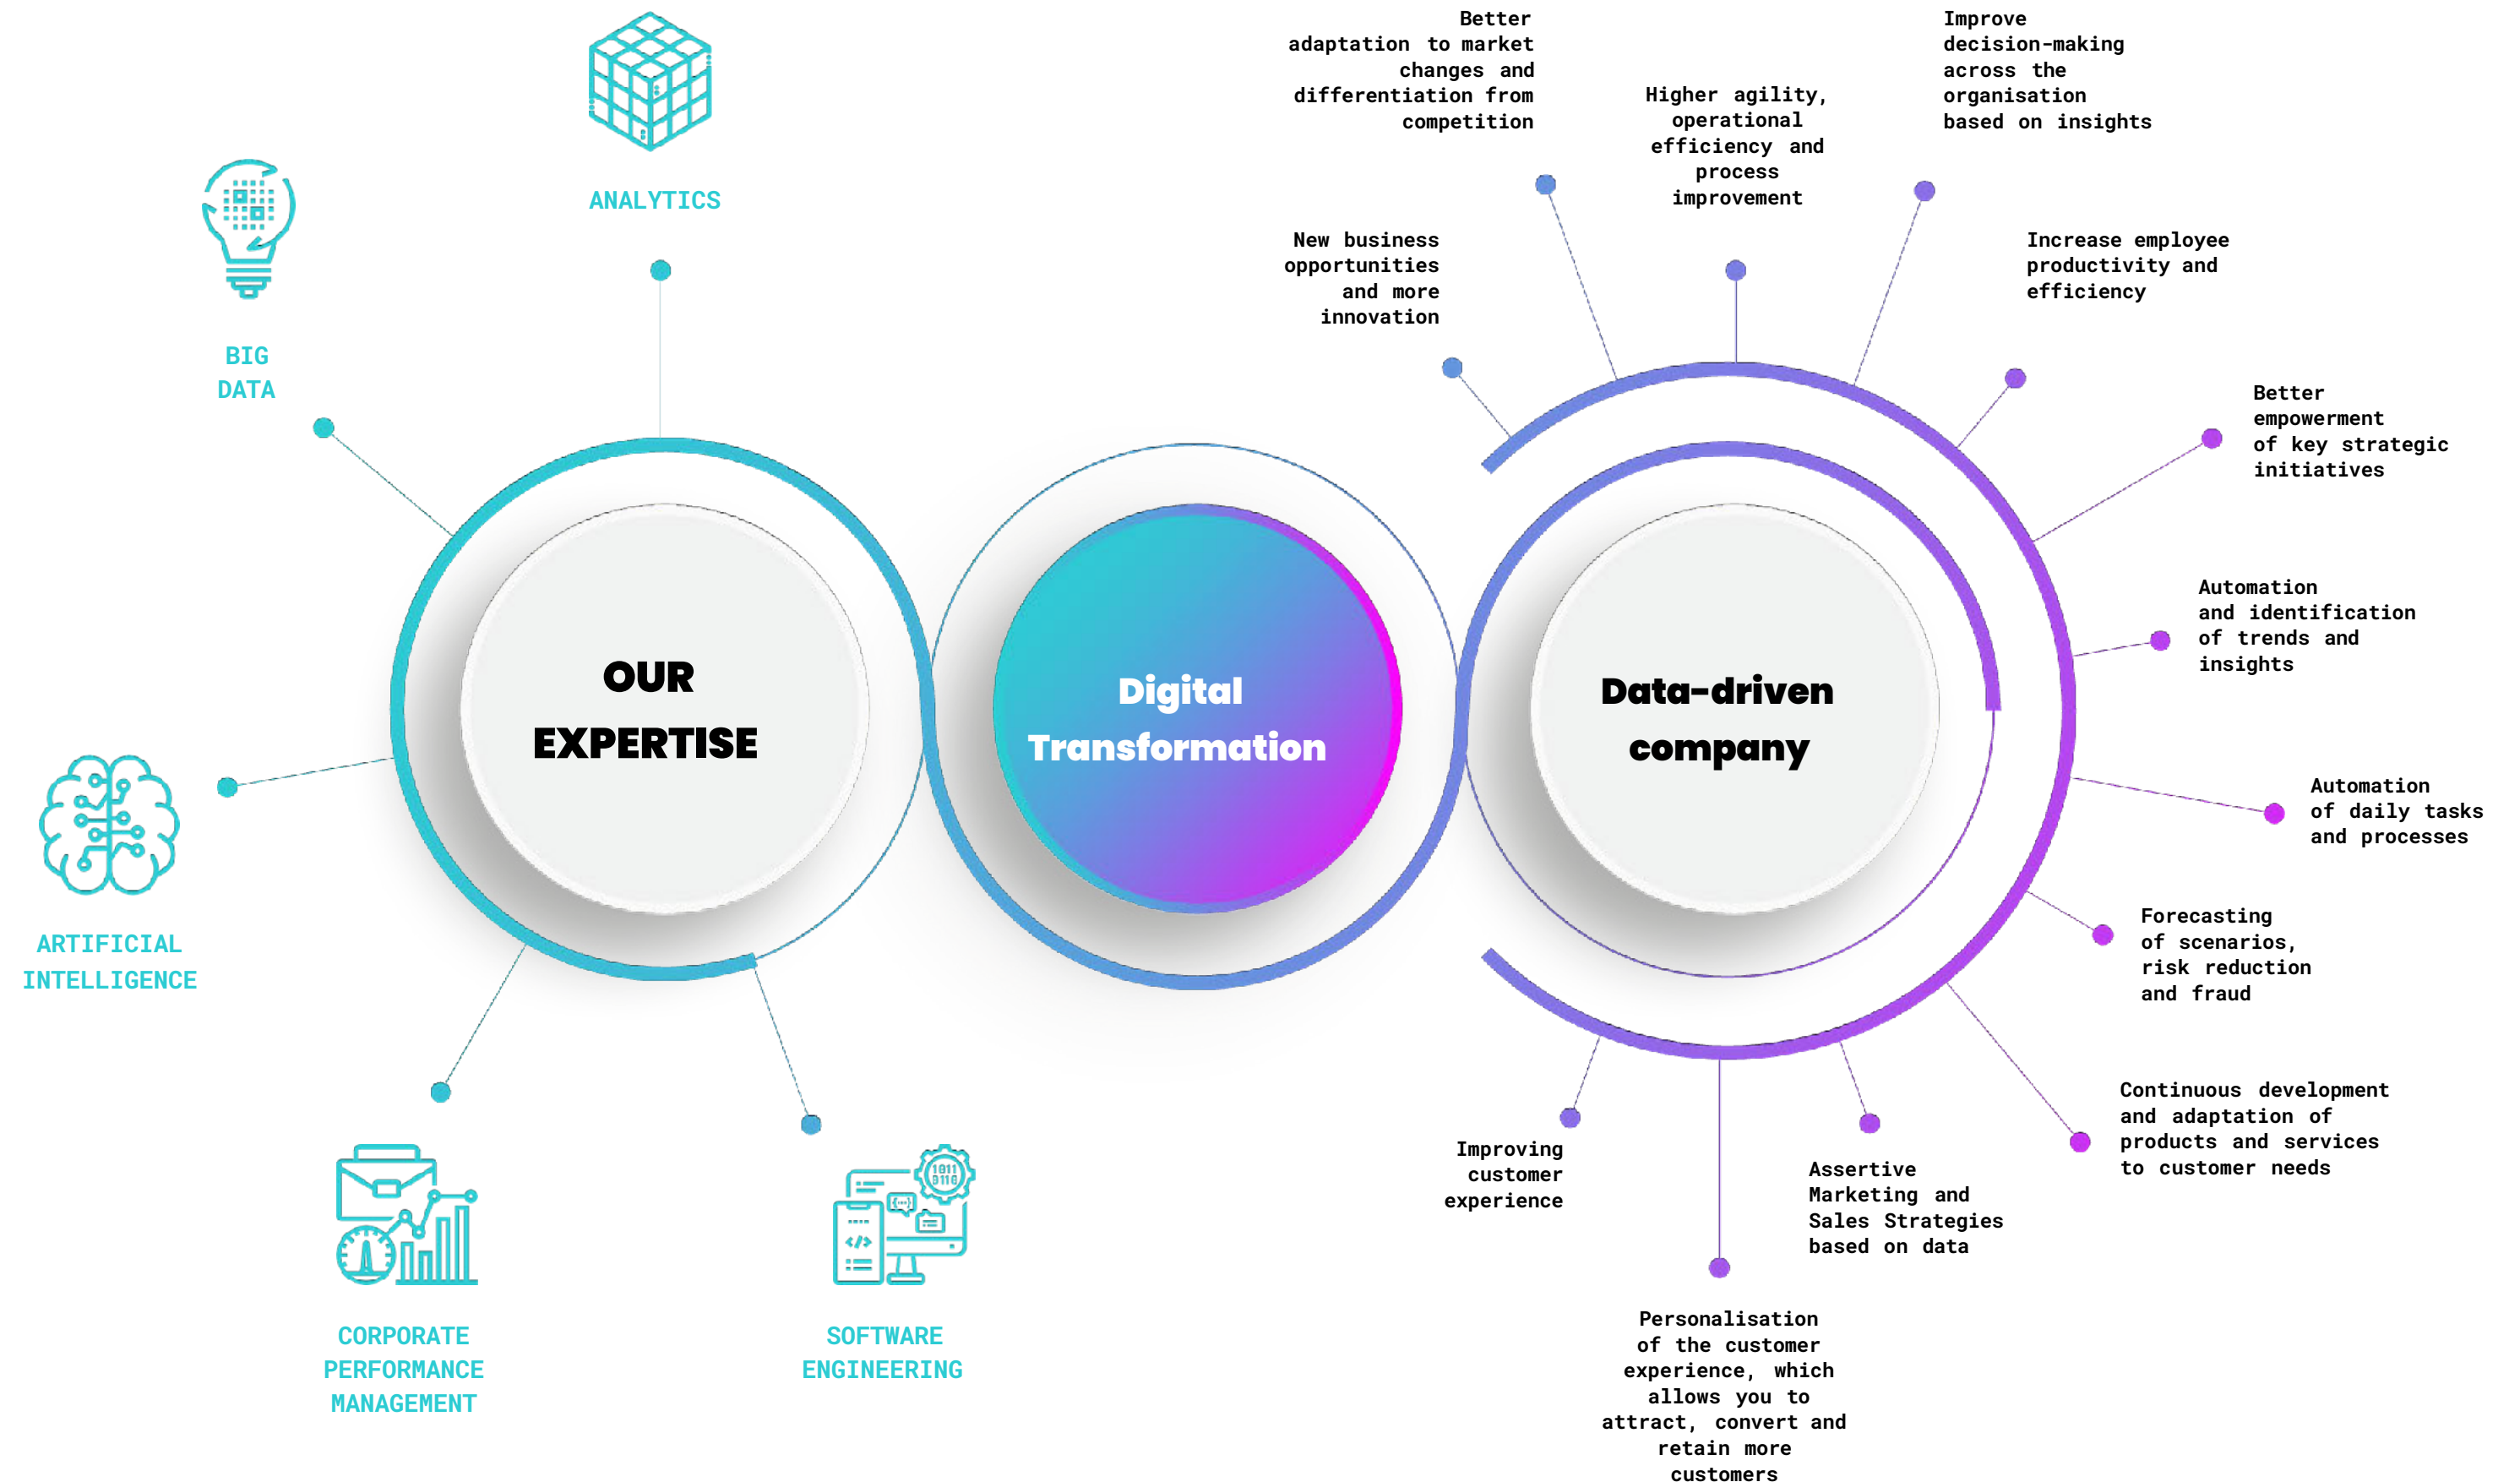 ANALYTICS
BIG
DATA
OUR
EXPERTISE
ARTIFICIAL
INTELLIGENCE
CORPORATE
PERFORMANCE
MANAGEMENT
SOFTWARE
ENGINEERING
1011
0110
Digital
Transformation
Data-driven
company
New business
opportunities
and more
innovation
Better
adaptation to market
changes and
differentiation from
competition
Higher agility,
operational
efficiency and
process
improvement
Improve
decision-making
across the
organisation
based on insights
Increase employee
productivity and
efficiency
Better
empowerment
of key strategic
initiatives
Automation
and identification
of trends and
insights
Automation
of daily tasks
and processes
Forecasting
of scenarios,
risk reduction
and fraud
Continuous development
and adaptation of
products and services
to customer needs
Assertive
Marketing and
Sales Strategies
based on data
Personalisation
of the customer
experience, which
allows you to
attract, convert and
retain more
customers
Improving
customer
experience